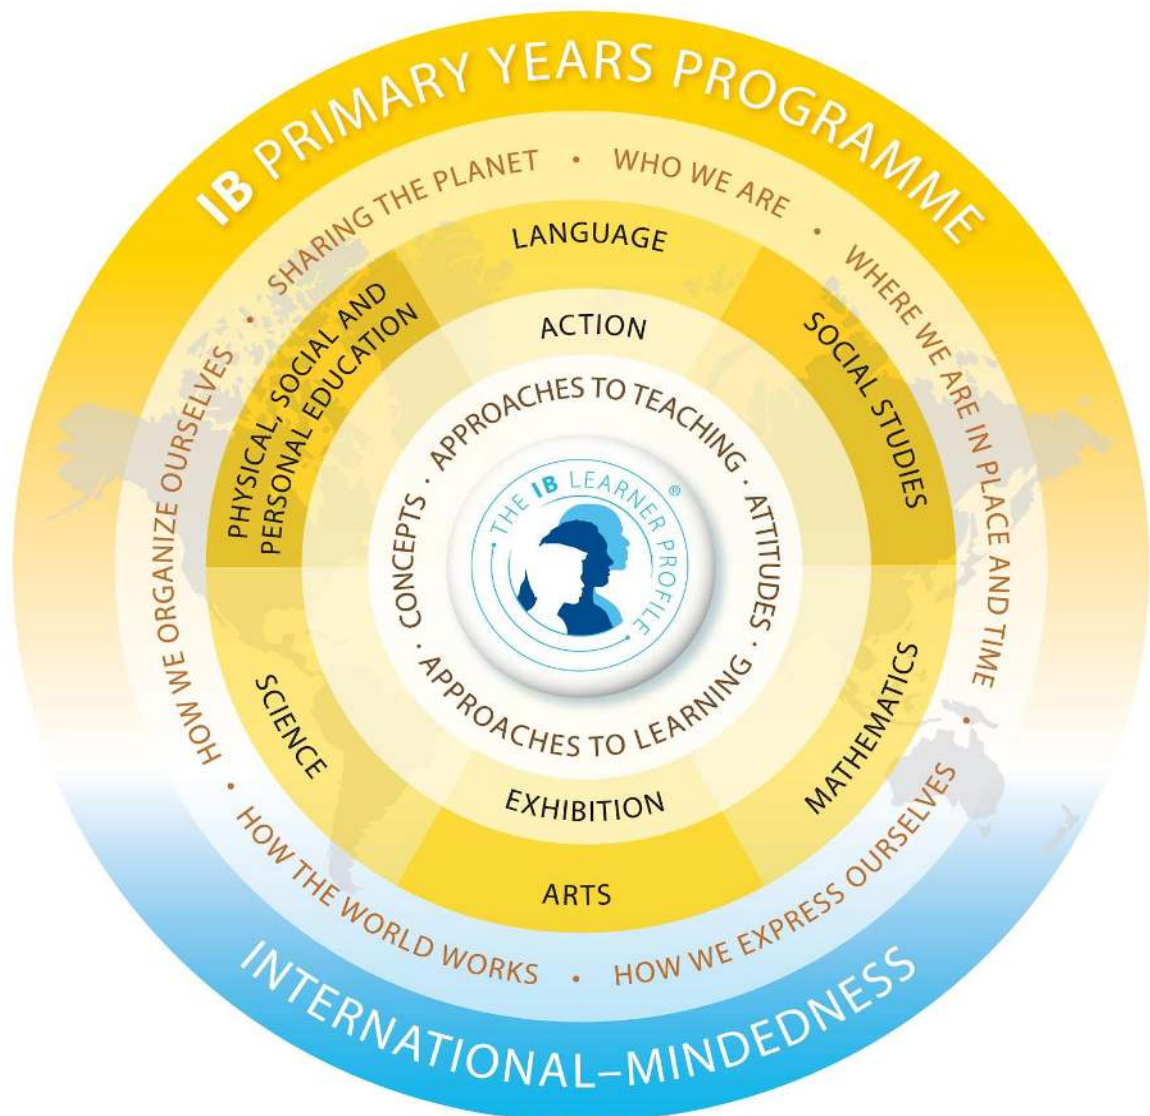 IB PRIMARY YEARS PROGRAMME
SHARING THE PLANET
•
WHO WE ARE
•
WHERE WE ARE IN PLACE AND TIME
•
HOW WE EXPRESS OURSELVES
•
HOW THE WORLD WORKS
•
HOW WE ORGANIZE OURSELVES
•
LANGUAGE
SOCIAL STUDIES
MATHEMATICS
ARTS
SCIENCE
PHYSICAL, SOCIAL AND
PERSONAL EDUCATION
ACTION
EXHIBITION
APPROACHES TO TEACHING · ATTITUDES · APPROACHES TO LEARNING · CONCEPTS ·
• THE IB LEARNER PROFILE •
®
INTERNATIONAL–MINDEDNESS